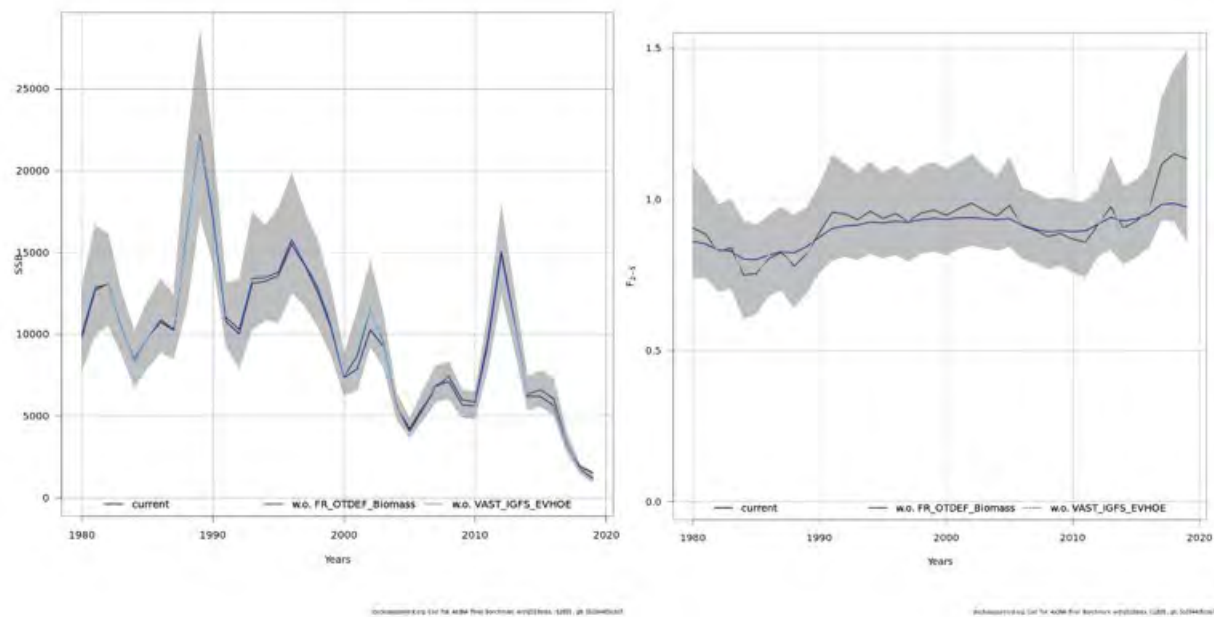 25000
20000
15000
10000
5000
0
SSB
current
w.o. FR_OTDEF_Biomass
w.o. VAST_IGFS_EVHOE
1980
1990
2000
2010
2020
Years
1.5
1.0
0.5
0.0
current
w.o. FR_OTDEF_Biomass
w.o. VAST_IGFS_EVHOE
1980
1990
2000
2010
2020
Years